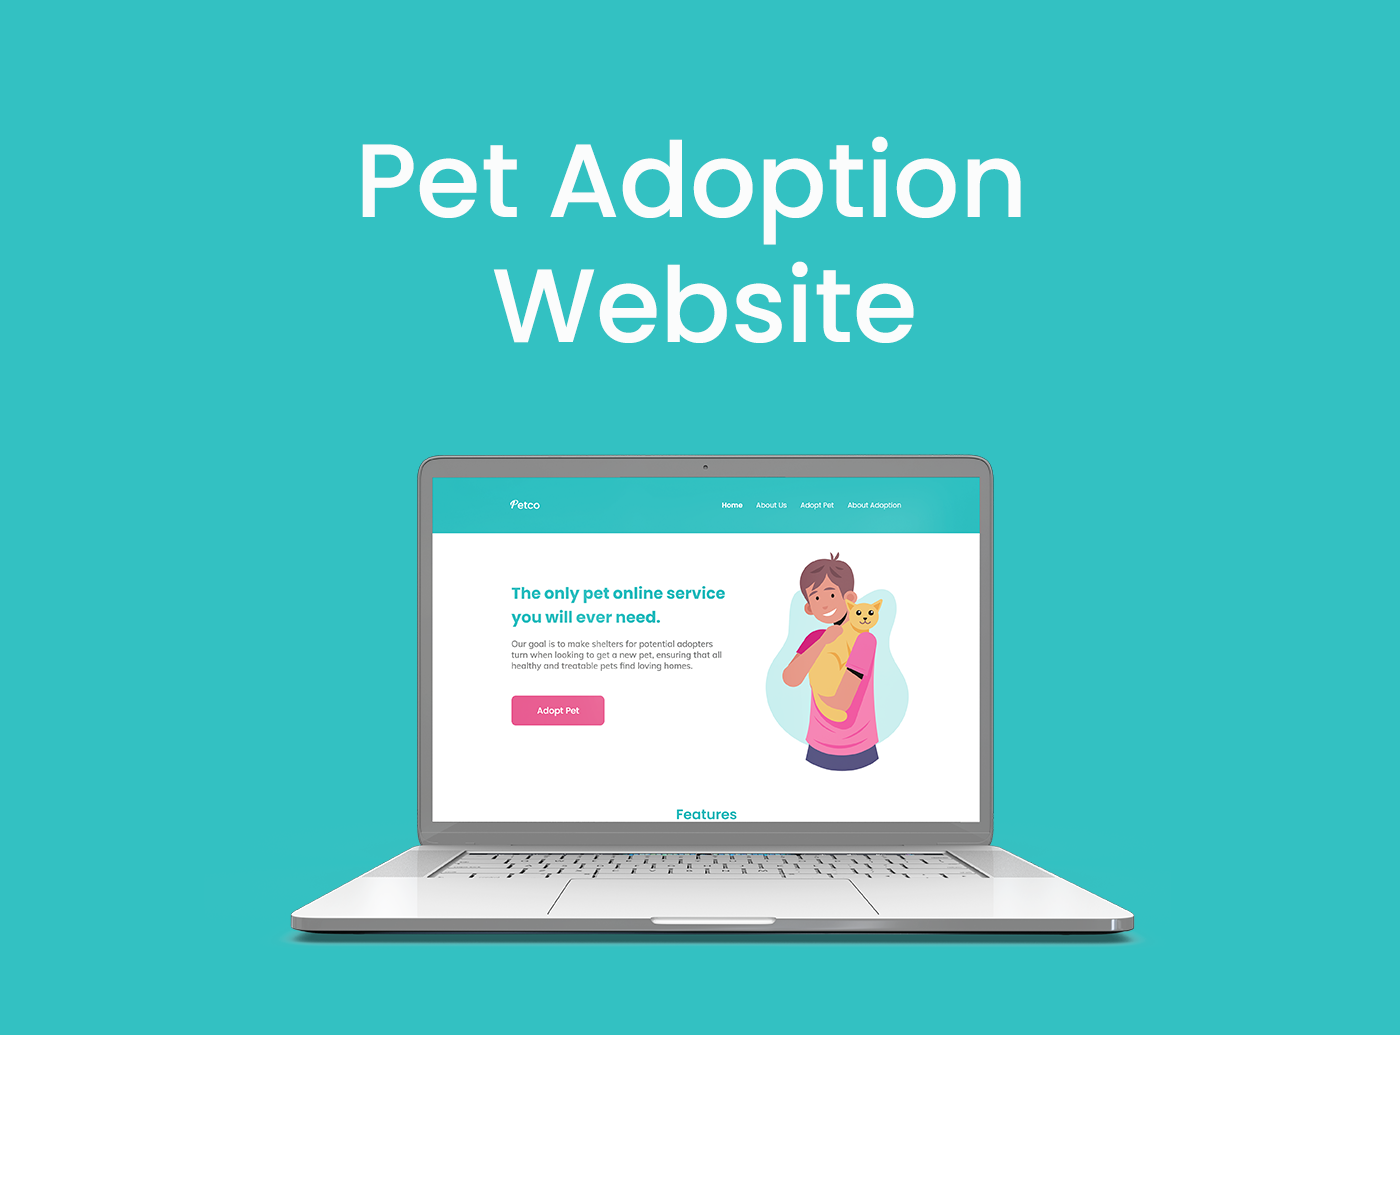 Pet Adoption
Website
Petco
Home About Us Adopt Pet About Adoption
The only pet online service
you will ever need.
Our goal is to make shelters for potential adopters
turn when looking to get a new pet, ensuring that all
healthy and treatable pets find loving homes.
Adopt Pet
Features